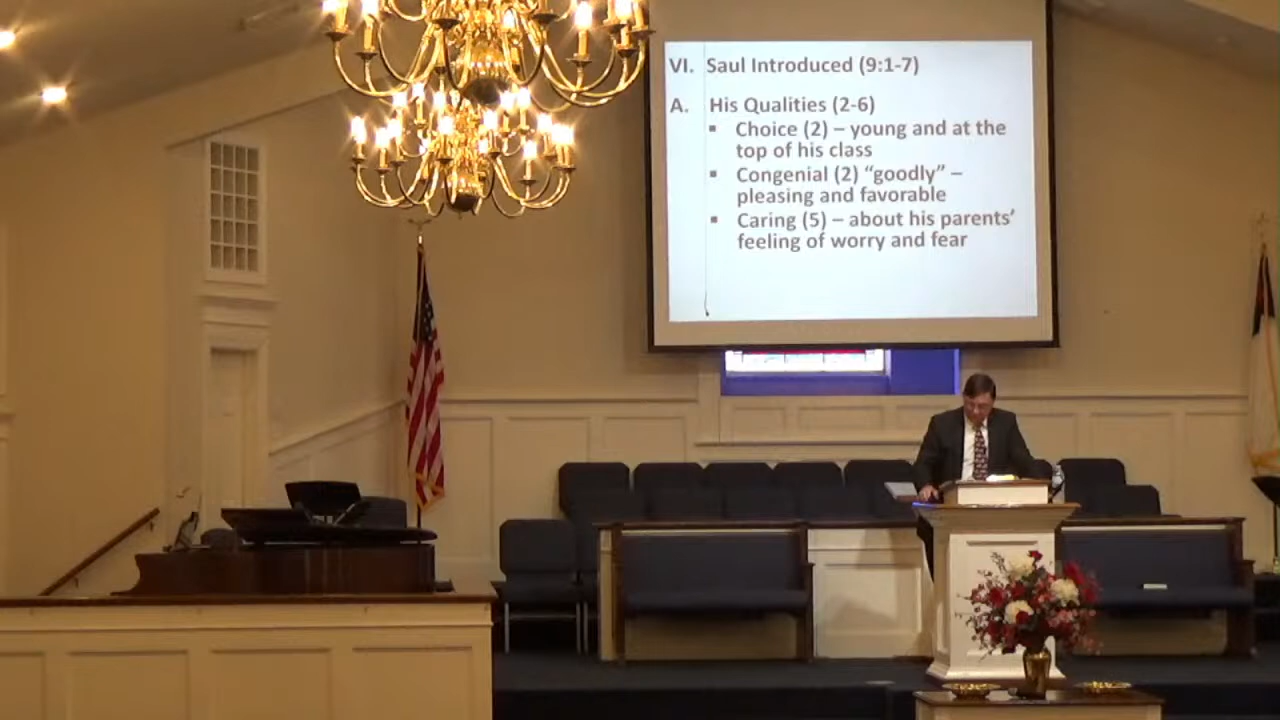 VI. Saul Introduced (9:1-7)
A. His Qualities (2-6)
▪ Choice (2) – young and at the
top of his class
▪ Congenial (2) “goodly” –
pleasing and favorable
▪ Caring (5) – about his parents’
feeling of worry and fear